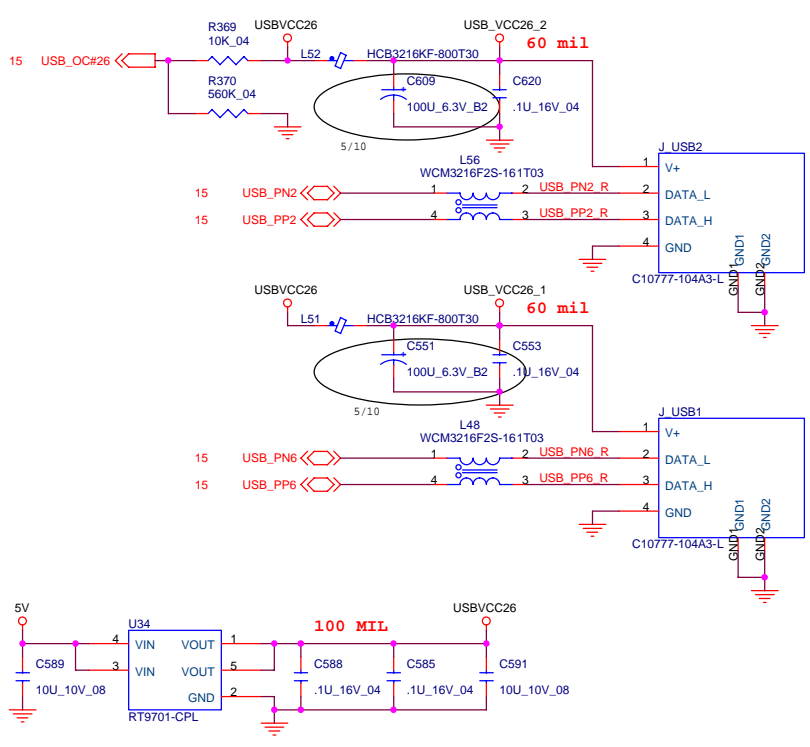 R369
10K_04
USBVCC26
USB_VCC26_2
60 mil
15
USB_OC#26
L52
HCB3216KF-800T30
R370
560K_04
C609
100U_6.3V_B2
C620
.1U_16V_04
5/10
L56
WCM3216F2S-161T03
15
USB_PN2
1
2
USB_PN2_R
15
USB_PP2
4
3
USB_PP2_R
J_USB2
1
V+
2
DATA_L
3
DATA_H
4
GND
GND1
GND2
GND1
GND2
C10777-104A3-L
USBVCC26
USB_VCC26_1
60 mil
L51
HCB3216KF-800T30
C551
100U_6.3V_B2
C553
.1U_16V_04
5/10
L48
WCM3216F2S-161T03
15
USB_PN6
1
2
USB_PN6_R
15
USB_PP6
4
3
USB_PP6_R
J_USB1
1
V+
2
DATA_L
3
DATA_H
4
GND
GND1
GND2
GND1
GND2
C10777-104A3-L
5V
U34
100 MIL
USBVCC26
4
VIN
VOUT
1
3
VIN
VOUT
5
GND
2
RT9701-CPL
C589
10U_10V_08
C588
.1U_16V_04
C585
.1U_16V_04
C591
10U_10V_08